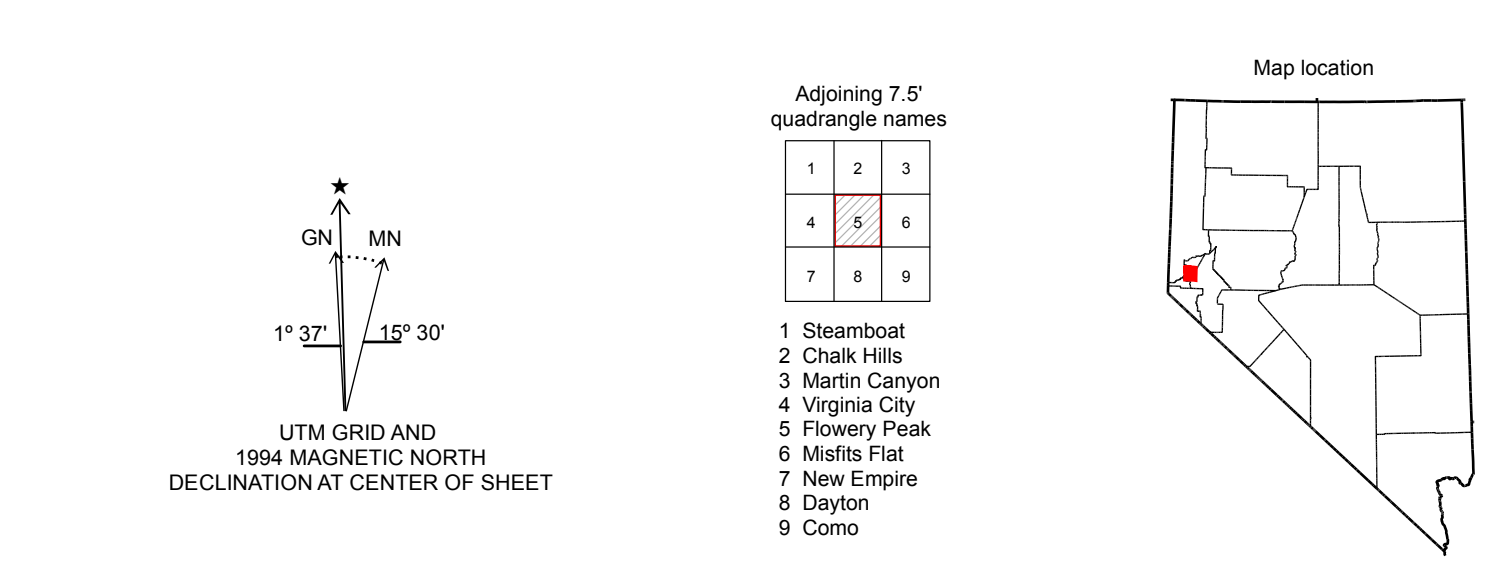 GN MN
1º 37' 15º 30'
UTM GRID AND
1994 MAGNETIC NORTH
DECLINATION AT CENTER OF SHEET
Adjoining 7.5'
quadrangle names
1 2 3
4 5 6
7 8 9
1 Steamboat
2 Chalk Hills
3 Martin Canyon
4 Virginia City
5 Flowery Peak
6 Misfits Flat
7 New Empire
8 Dayton
9 Como
Map location